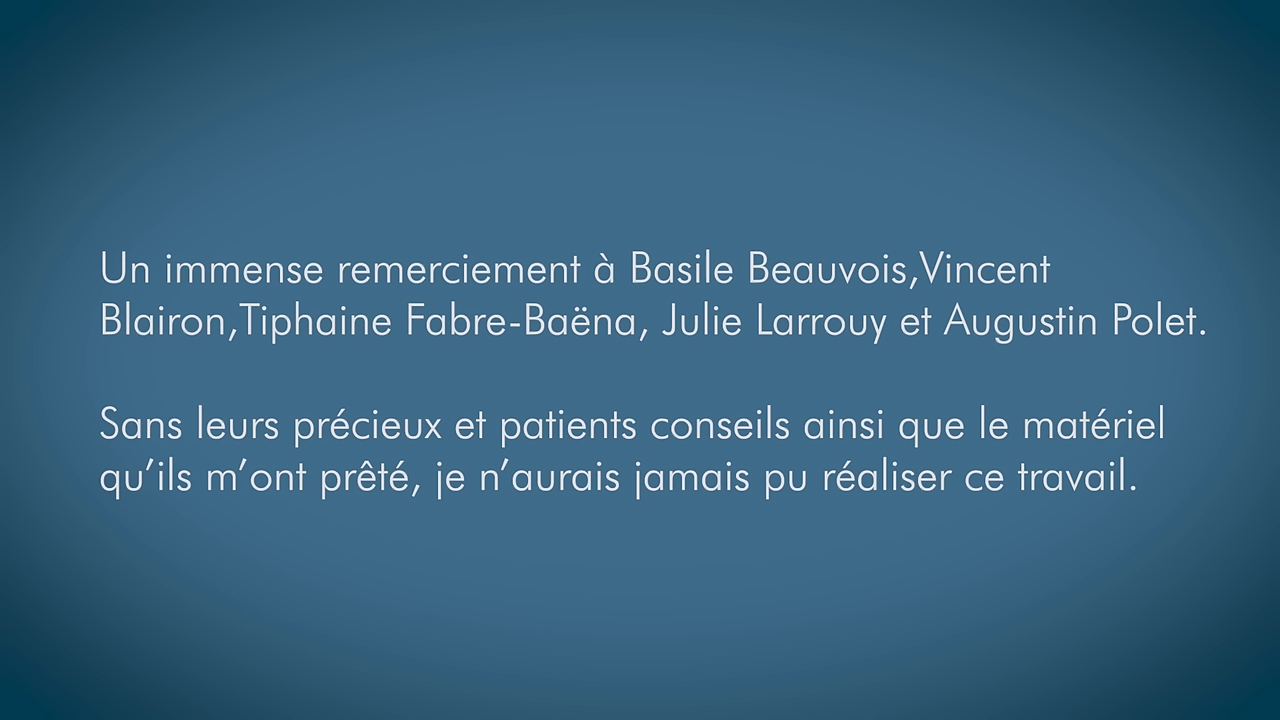 Un immense remerciement à Basile Beauvois,Vincent
Blairon,Tiphaine Fabre-Baëna, Julie Larrouy et Augustin Polet.
Sans leurs précieux et patients conseils ainsi que le matériel
qu’ils m’ont prêté, je n’aurais jamais pu réaliser ce travail.